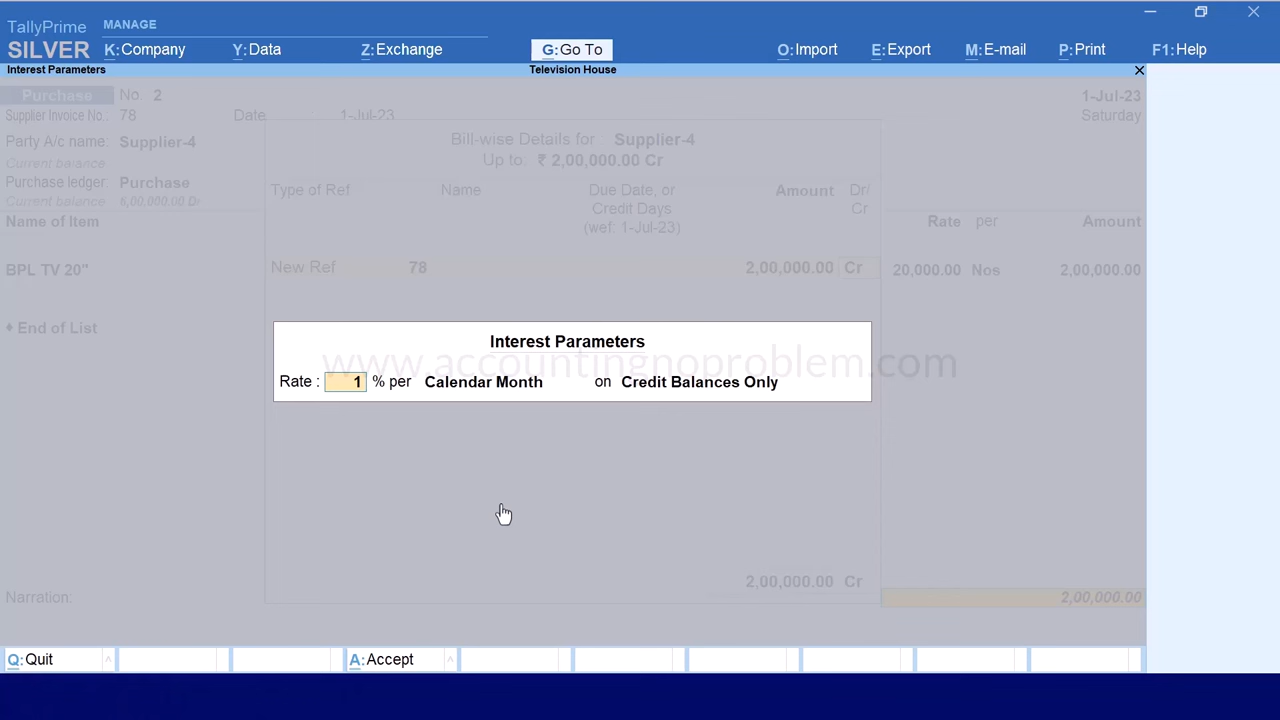 TallyPrime MANAGE
SILVER K:Company Y:Data Z:Exchange G:Go To O:Import E:Export M:E-mail P:Print F1:Help
Interest Parameters Television House
Purchase No. 2 1-Jul-23
Supplier Invoice No.: 78 Date : 1-Jul-23 Saturday
Party A/c name: Supplier-4
Current balance
Purchase ledger: Purchase
Current balance : 6,00,000.00 Dr
Name of Item Rate per Amount
BPL TV 20" 20,000.00 Nos 2,00,000.00
♦ End of List
Bill-wise Details for : Supplier-4
Up to: ₹ 2,00,000.00 Cr
Type of Ref Name Due Date, or Amount Dr/
Credit Days Cr
(wef: 1-Jul-23)
New Ref 78 2,00,000.00 Cr
Interest Parameters
www.accountingnoproblem.com
Rate : 1 % per Calendar Month on Credit Balances Only
2,00,000.00 Cr
Narration: 2,00,000.00
Q:Quit A:Accept